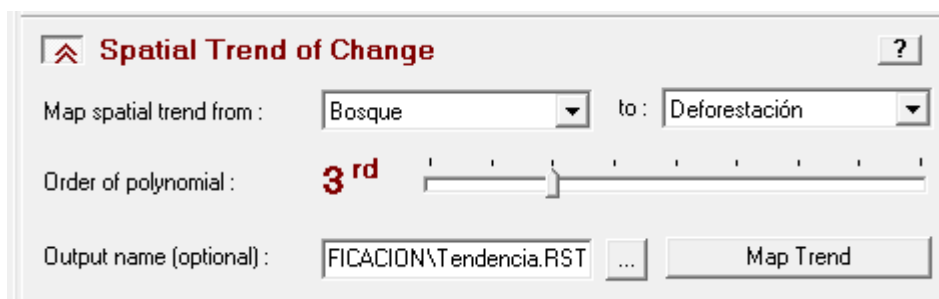 Spatial Trend of Change ?
Map spatial trend from : Bosque to : Deforestación
Order of polynomial : 3 rd
Output name (optional) : FICACION\Tendencia.RST ... Map Trend